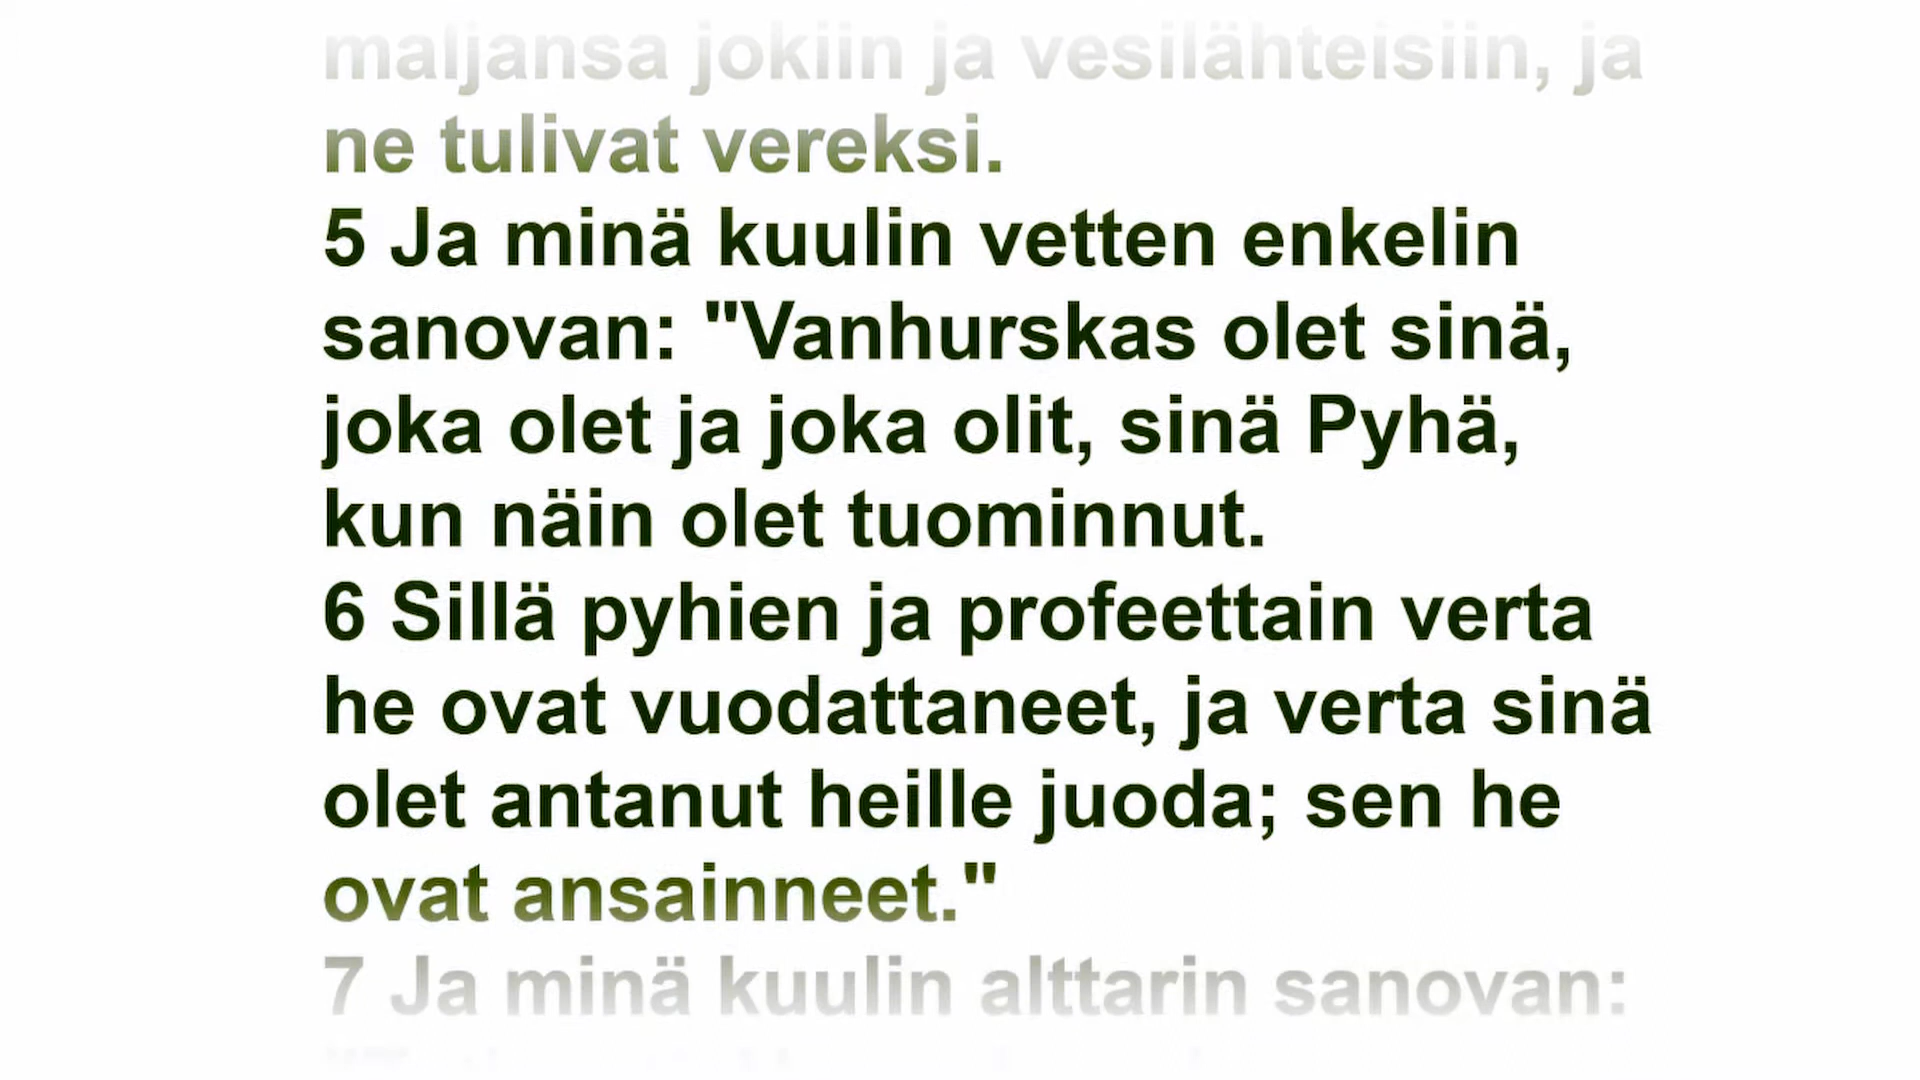 maljansa jokiin ja vesilähteisiin, ja
ne tulivat vereksi.
5 Ja minä kuulin vetten enkelin
sanovan: "Vanhurskas olet sinä,
joka olet ja joka olit, sinä Pyhä,
kun näin olet tuominnut.
6 Sillä pyhien ja profeettain verta
he ovat vuodattaneet, ja verta sinä
olet antanut heille juoda; sen he
ovat ansainneet."
7 Ja minä kuulin alttarin sanovan: